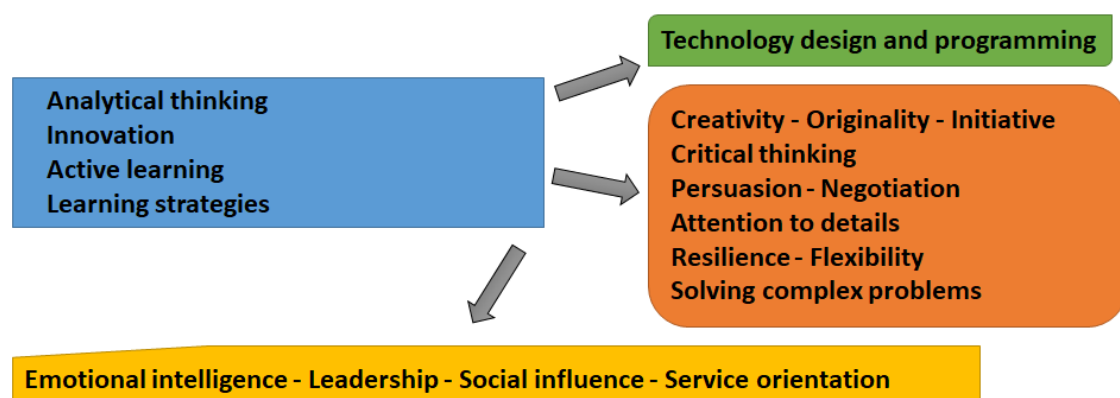 Technology design and programming
Analytical thinking
Innovation
Active learning
Learning strategies
Creativity - Originality - Initiative
Critical thinking
Persuasion - Negotiation
Attention to details
Resilience - Flexibility
Solving complex problems
Emotional intelligence - Leadership - Social influence - Service orientation